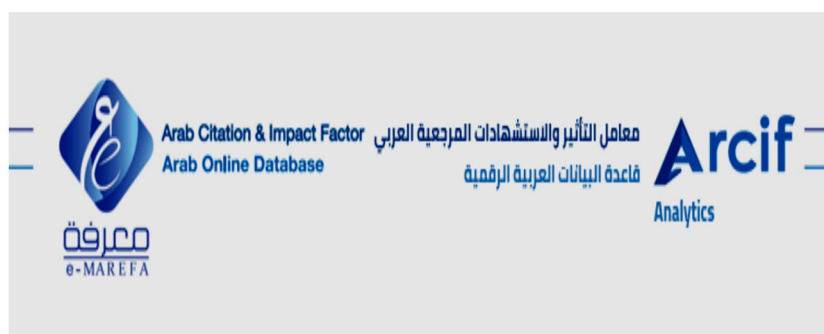 Arab Citation & Impact Factor معامل التأثير والاستشهادات المرجعية العربي
Arab Online Database قاعدة البيانات العربية الرقمية
Arcif
Analytics
معرفة
e-MAREFA